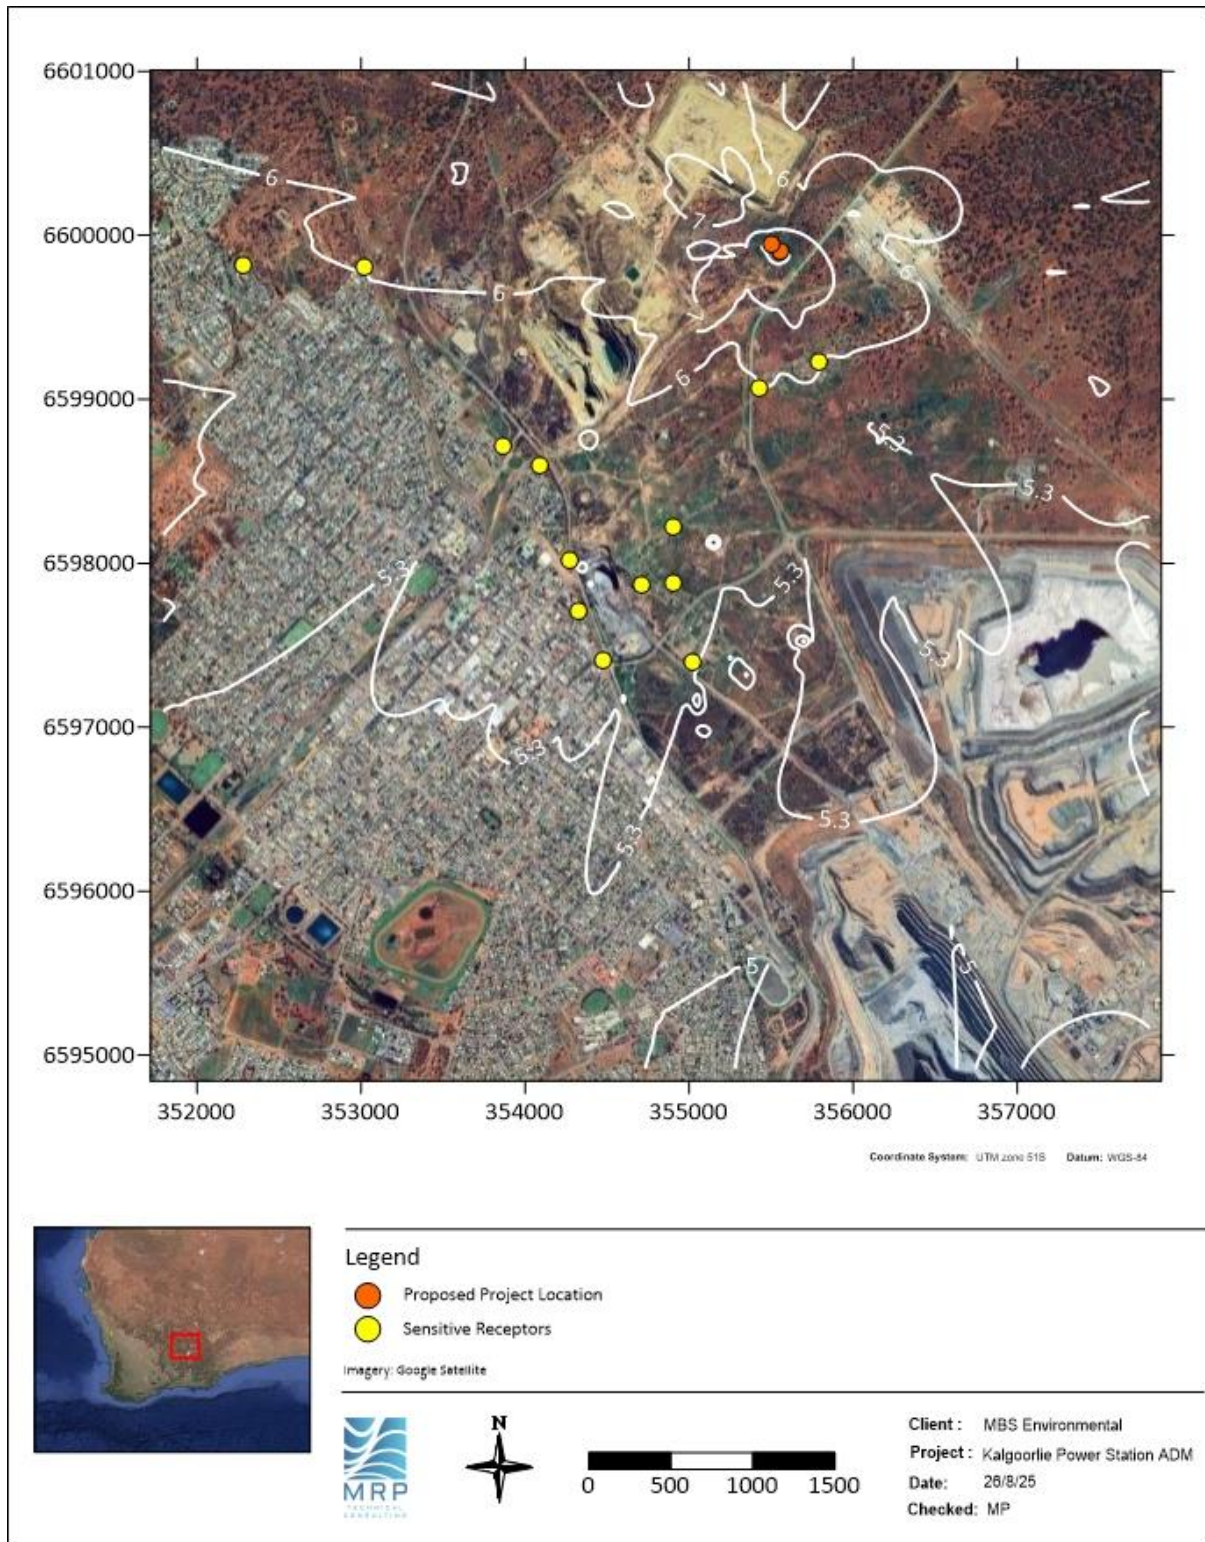 6601000
6600000
6599000
6598000
6597000
6596000
6595000
6
6
7
6
7
6
6
5.3
5.3
5.3
5.3
5.3
5.3
5.3
5.3
5
5
352000 353000 354000 355000 356000 357000
Coordinate System: UTM zone 51S Datum: WGS-84
Legend
Proposed Project Location
Sensitive Receptors
Imagery: Google Satellite
MRP
TECHNICAL
CONSULTING
N
0 500 1000 1500
Client : MBS Environmental
Project : Kalgoorlie Power Station ADM
Date: 26/8/25
Checked: MP